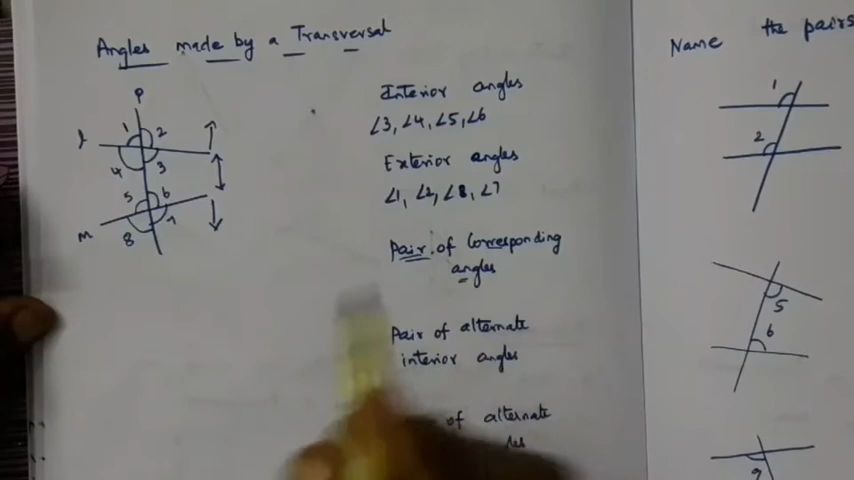 Angles made by a Transversal
P
l
1 2
4 3
5 6
8 7
m
Interior angles
∠3, ∠4, ∠5, ∠6
Exterior angles
∠1, ∠2, ∠8, ∠7
Pair of Corresponding
angles
Pair of alternate
interior angles
of alternate
Name the pairs
1
2
5
6